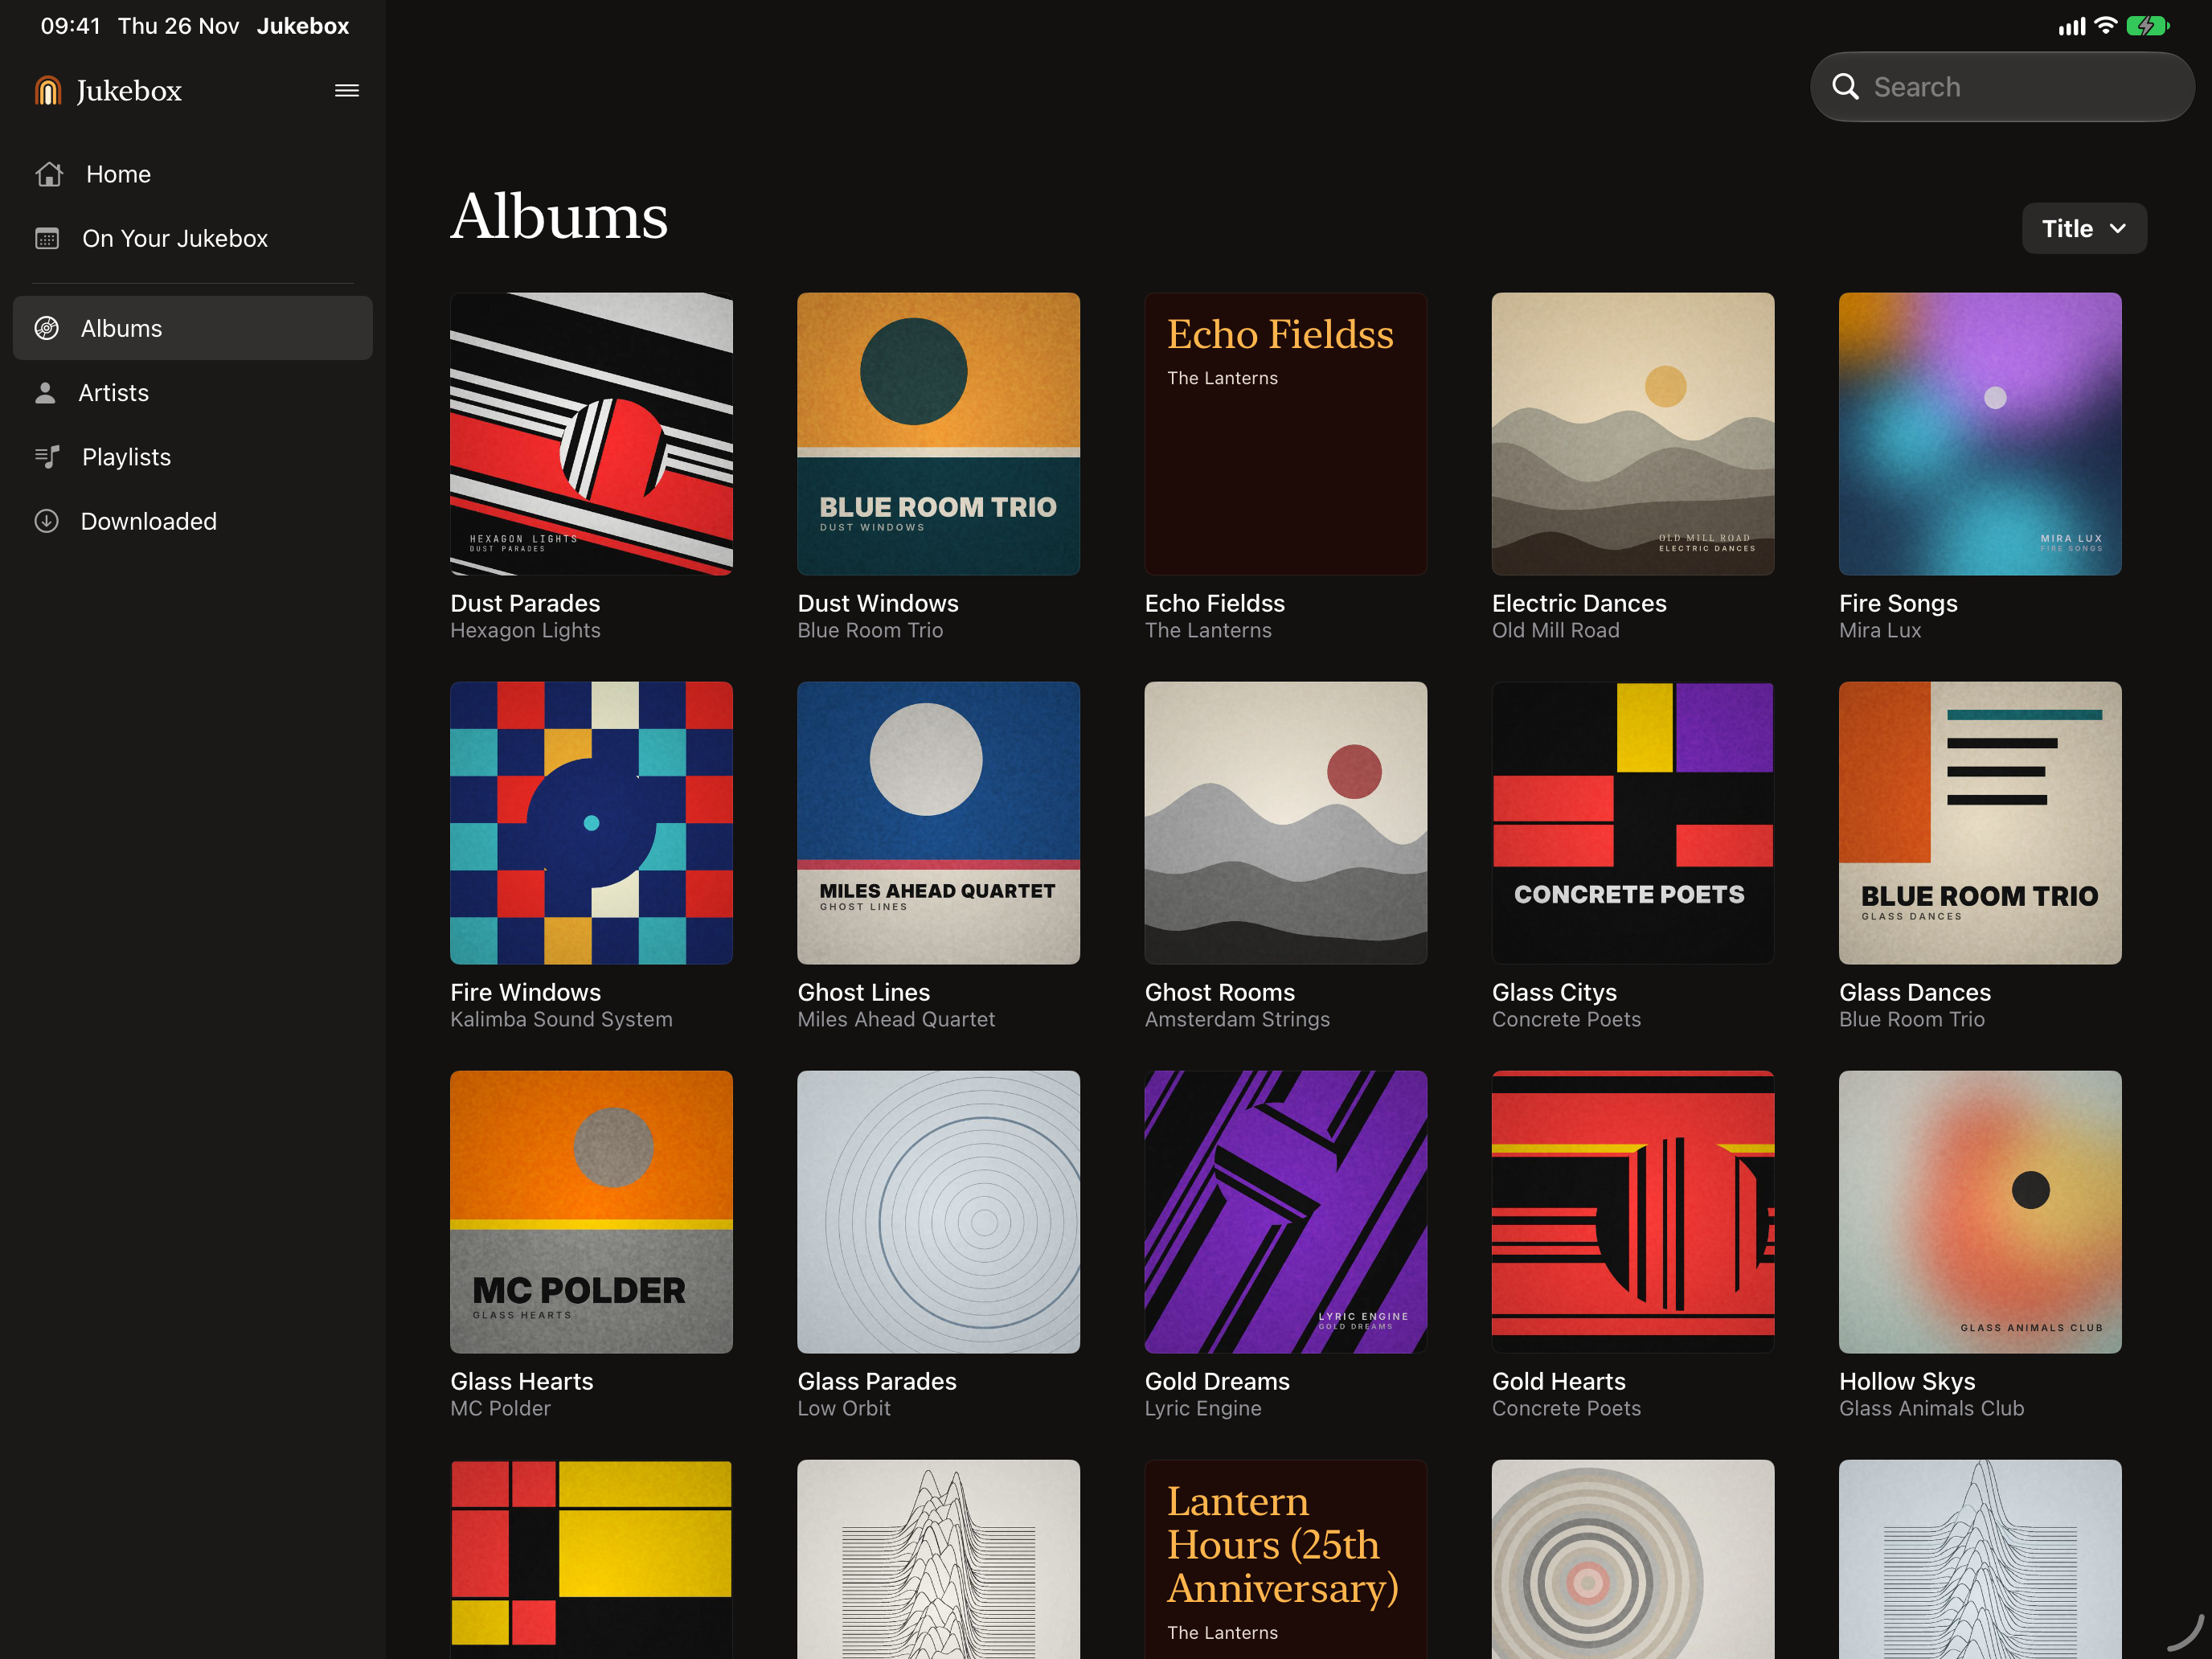 09:41 Thu 26 Nov Jukebox
Jukebox
Search
Home
On Your Jukebox
Albums
Artists
Playlists
Downloaded
Albums
Title
HEXAGON LIGHTS
DUST PARADES
BLUE ROOM TRIO
DUST WINDOWS
Echo Fieldss
The Lanterns
OLD MILL ROAD
ELECTRIC DANCES
MIRA LUX
FIRE SONGS
Dust Parades
Hexagon Lights
Dust Windows
Blue Room Trio
Echo Fieldss
The Lanterns
Electric Dances
Old Mill Road
Fire Songs
Mira Lux
MILES AHEAD QUARTET
GHOST LINES
CONCRETE POETS
BLUE ROOM TRIO
GLASS DANCES
Fire Windows
Kalimba Sound System
Ghost Lines
Miles Ahead Quartet
Ghost Rooms
Amsterdam Strings
Glass Citys
Concrete Poets
Glass Dances
Blue Room Trio
MC POLDER
GLASS HEARTS
LYRIC ENGINE
GOLD DREAMS
GLASS ANIMALS CLUB
Glass Hearts
MC Polder
Glass Parades
Low Orbit
Gold Dreams
Lyric Engine
Gold Hearts
Concrete Poets
Hollow Skys
Glass Animals Club
Lantern
Hours (25th
Anniversary)
The Lanterns